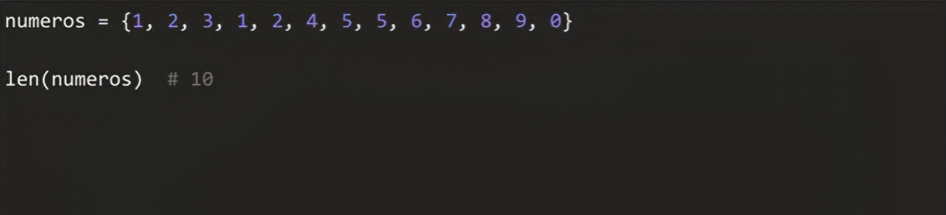 numeros = {1, 2, 3, 1, 2, 4, 5, 5, 6, 7, 8, 9, 0}
len(numeros)  # 10